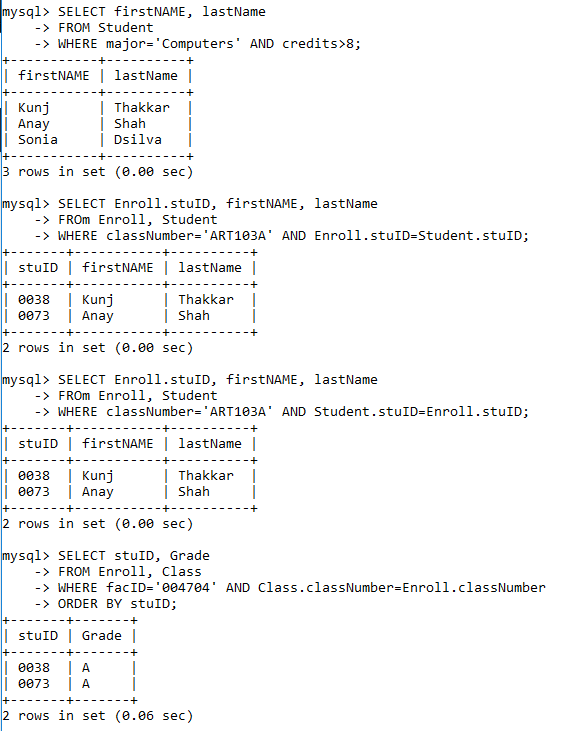 mysql> SELECT firstNAME, lastName
    -> FROM Student
    -> WHERE major='Computers' AND credits>8;
+-----------+----------+
| firstNAME | lastName |
+-----------+----------+
| Kunj      | Thakkar  |
| Anay      | Shah     |
| Sonia     | Dsilva   |
+-----------+----------+
3 rows in set (0.00 sec)

mysql> SELECT Enroll.stuID, firstNAME, lastName
    -> FROm Enroll, Student
    -> WHERE classNumber='ART103A' AND Enroll.stuID=Student.stuID;
+-------+-----------+----------+
| stuID | firstNAME | lastName |
+-------+-----------+----------+
| 0038  | Kunj      | Thakkar  |
| 0073  | Anay      | Shah     |
+-------+-----------+----------+
2 rows in set (0.00 sec)

mysql> SELECT Enroll.stuID, firstNAME, lastName
    -> FROm Enroll, Student
    -> WHERE classNumber='ART103A' AND Student.stuID=Enroll.stuID;
+-------+-----------+----------+
| stuID | firstNAME | lastName |
+-------+-----------+----------+
| 0038  | Kunj      | Thakkar  |
| 0073  | Anay      | Shah     |
+-------+-----------+----------+
2 rows in set (0.00 sec)

mysql> SELECT stuID, Grade
    -> FROM Enroll, Class
    -> WHERE facID='004704' AND Class.classNumber=Enroll.classNumber
    -> ORDER BY stuID;
+-------+-------+
| stuID | Grade |
+-------+-------+
| 0038  | A     |
| 0073  | A     |
+-------+-------+
2 rows in set (0.06 sec)